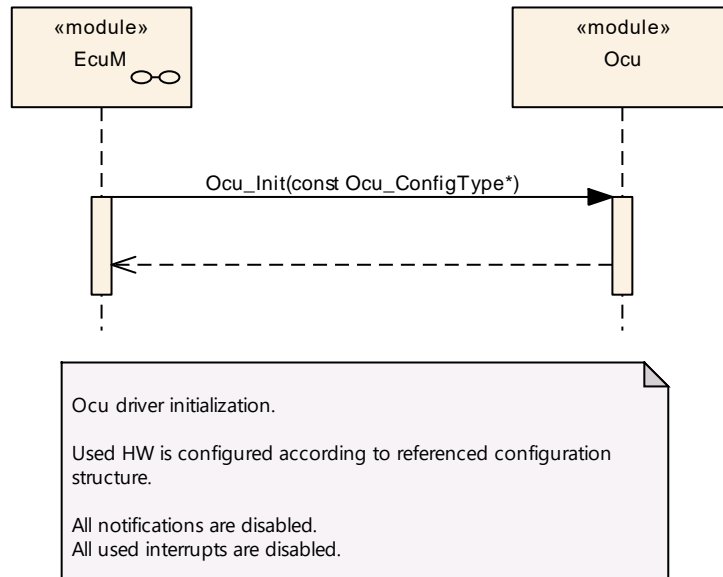 «module»
EcuM
«module»
Ocu
Ocu_Init(const Ocu_ConfigType*)
Ocu driver initialization.
Used HW is configured according to referenced configuration
structure.
All notifications are disabled.
All used interrupts are disabled.